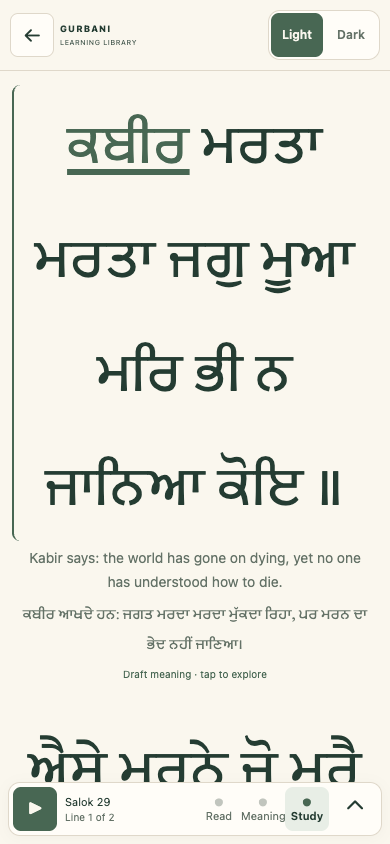 GURBANI
LEARNING LIBRARY
Light
Dark
ਕਬੀਰ ਮਰਤਾ
ਮਰਤਾ ਜਗੁ ਮੂਆ
ਮਰਿ ਭੀ ਨ
ਜਾਨਿਆ ਕੋਇ ॥
Kabir says: the world has gone on dying, yet no one
has understood how to die.
ਕਬੀਰ ਆਖਦੇ ਹਨ: ਜਗਤ ਮਰਦਾ ਮਰਦਾ ਮੁੱਕਦਾ ਰਿਹਾ, ਪਰ ਮਰਨ ਦਾ
ਭੇਦ ਨਹੀਂ ਜਾਣਿਆ।
Draft meaning · tap to explore
ਐਸੇ ਮਰਨੇ ਜੋ ਮਰੈ
Salok 29
Line 1 of 2
Read
Meaning
Study